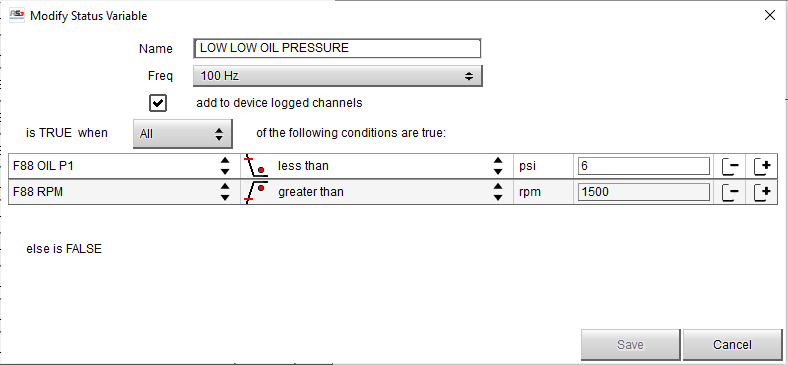 RS3 Modify Status Variable
Name LOW LOW OIL PRESSURE
Freq 100 Hz
add to device logged channels
is TRUE when All of the following conditions are true:
F88 OIL P1 less than psi 6
F88 RPM greater than rpm 1500
else is FALSE
Save Cancel